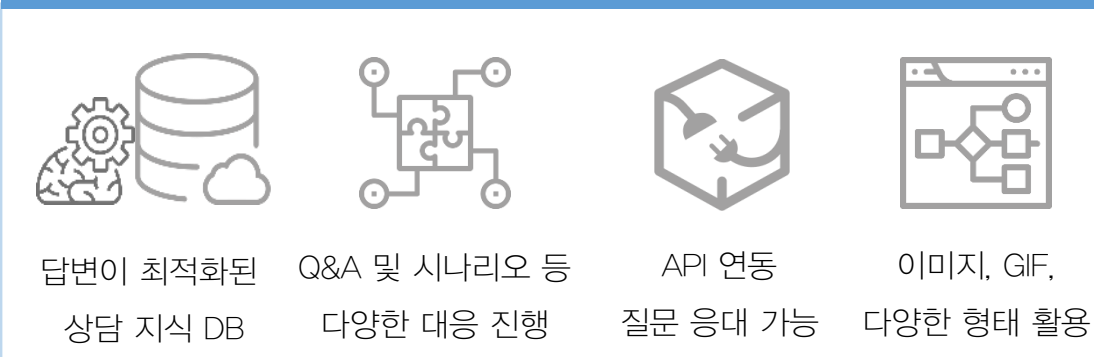 답변이 최적화된
상담 지식 DB
Q&A 및 시나리오 등
다양한 대응 진행
API 연동
질문 응대 가능
이미지, GIF,
다양한 형태 활용